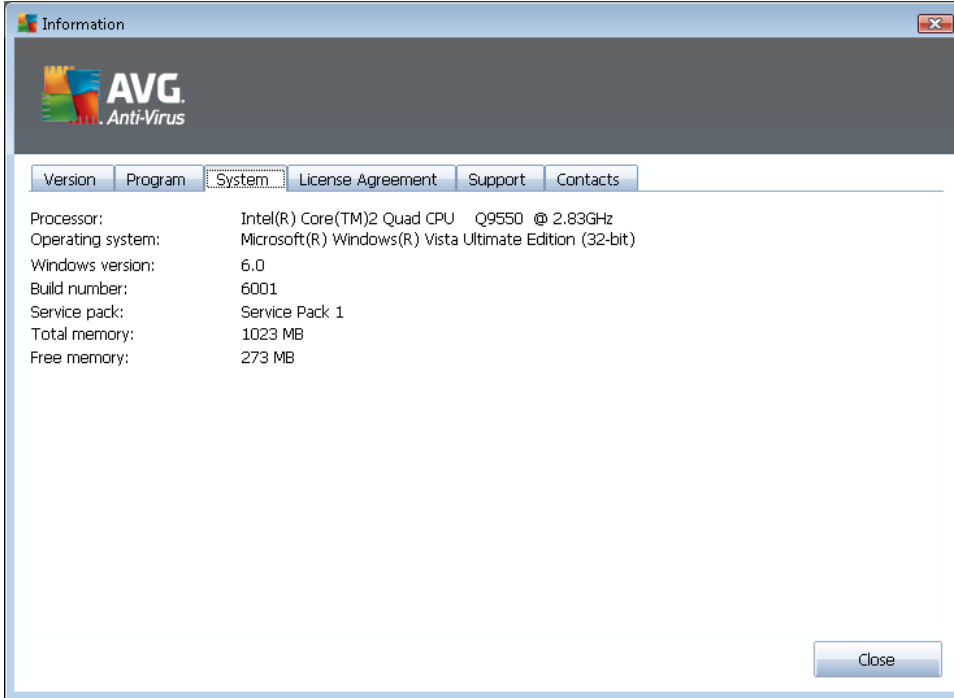 Information
AVG.
Anti-Virus
Version Program System License Agreement Support Contacts
Processor: Intel(R) Core(TM)2 Quad CPU Q9550 @ 2.83GHz
Operating system: Microsoft(R) Windows(R) Vista Ultimate Edition (32-bit)
Windows version: 6.0
Build number: 6001
Service pack: Service Pack 1
Total memory: 1023 MB
Free memory: 273 MB
Close